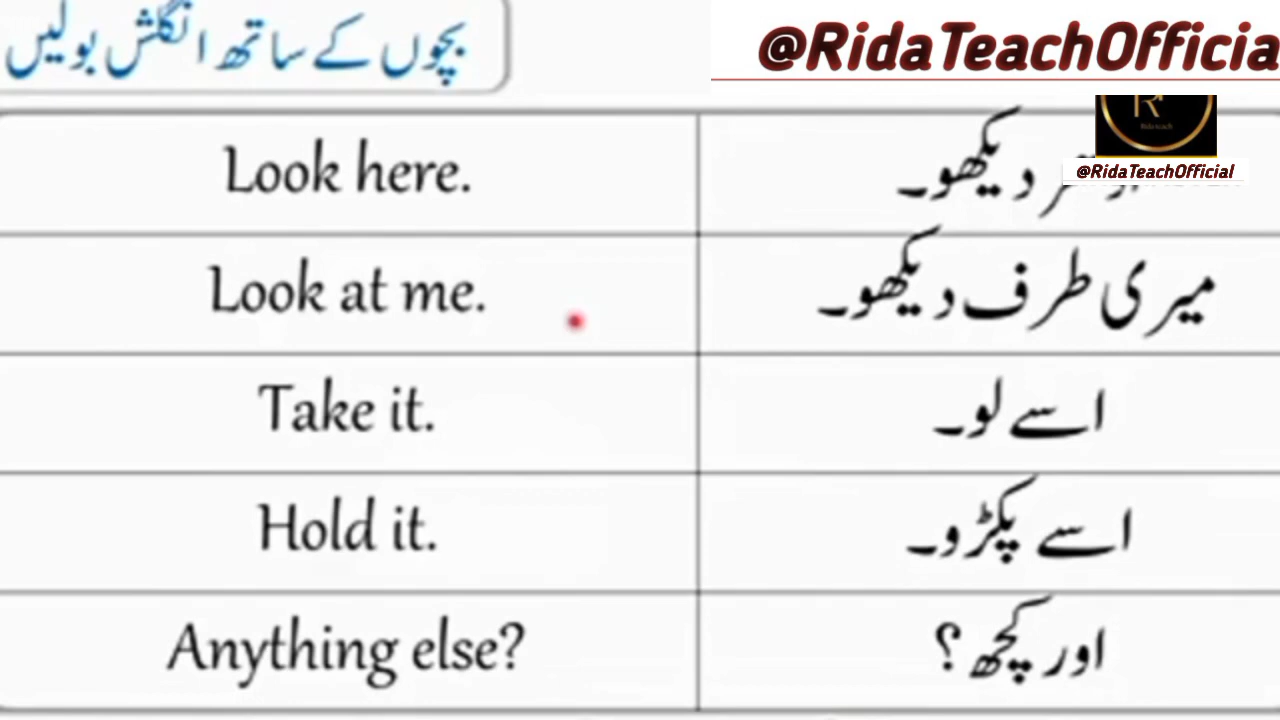 بچوں کے ساتھ انگلش بولیں
@RidaTeachOfficia
Look here.
دیکھو۔
@RidaTeachOfficial
Look at me.
میری طرف دیکھو۔
Take it.
اسے لو۔
Hold it.
اسے پکڑو۔
Anything else?
اور کچھ؟